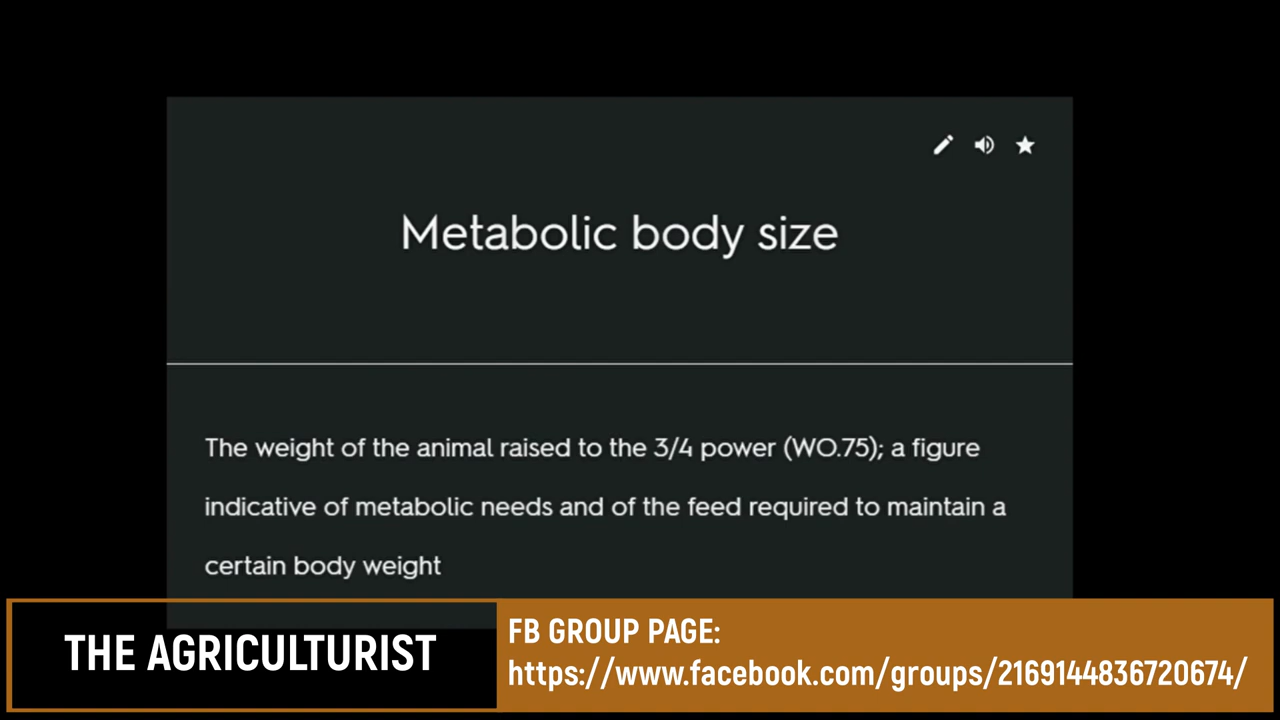 Metabolic body size
The weight of the animal raised to the 3/4 power (WO.75); a figure
indicative of metabolic needs and of the feed required to maintain a
certain body weight
THE AGRICULTURIST
FB GROUP PAGE:
https://www.facebook.com/groups/2169144836720674/